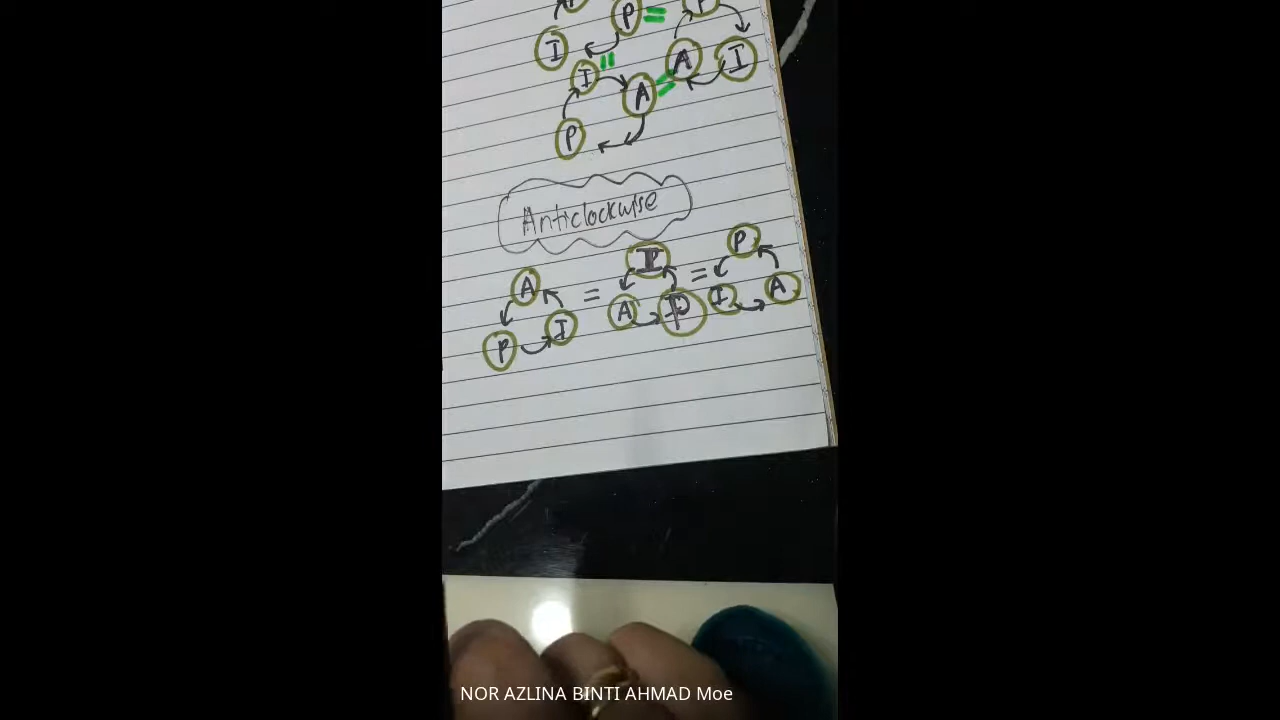 P = P
I
I = A = A I
P
Anticlockwise
A = I = P
P I A P I A
NOR AZLINA BINTI AHMAD Moe